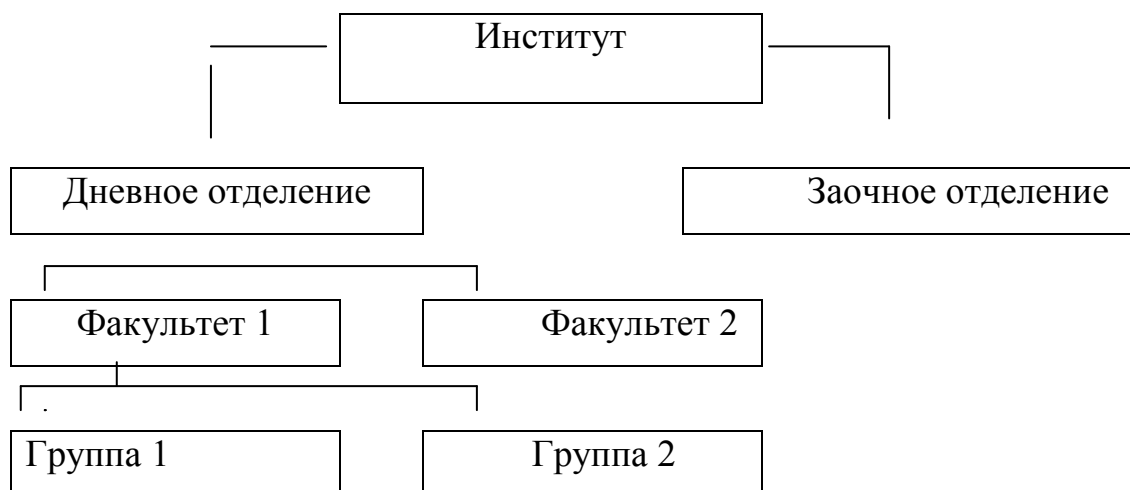 Институт
Дневное отделение
Заочное отделение
Факультет 1
Факультет 2
Группа 1
Группа 2